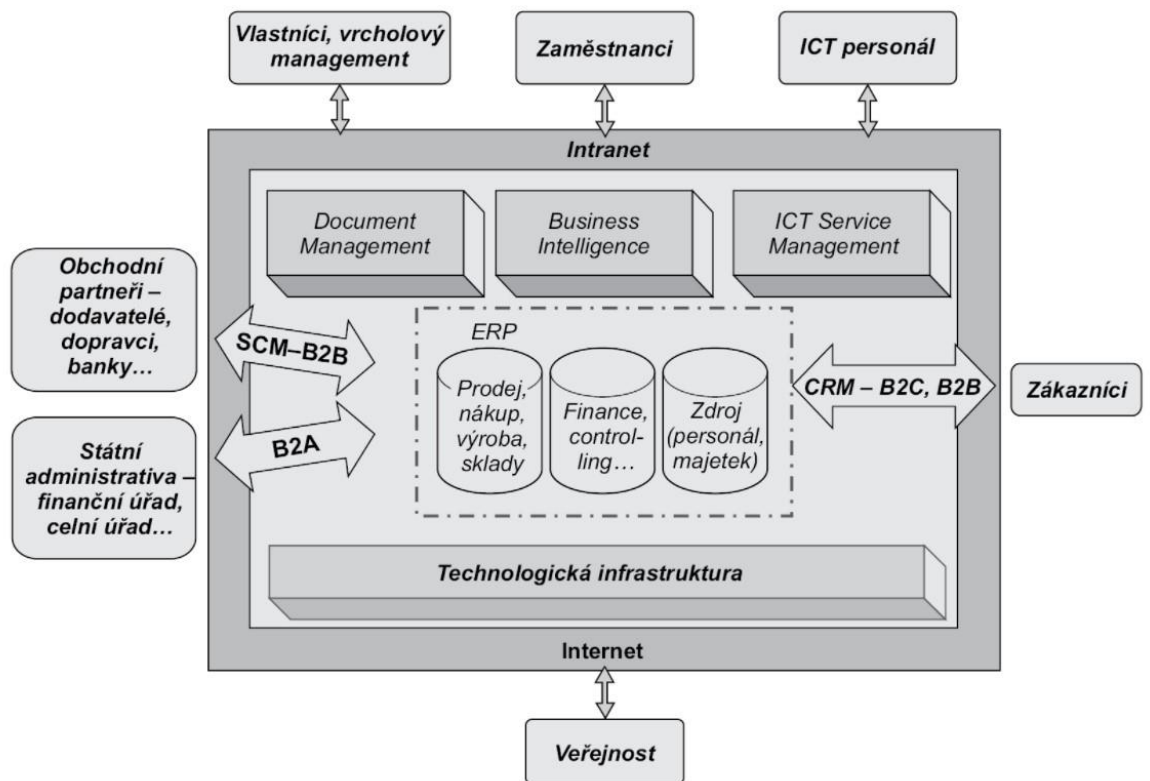 Vlastníci, vrcholový
management
Zaměstnanci
ICT personál
Intranet
Document
Management
Business
Intelligence
ICT Service
Management
Obchodní
partneři –
dodavatelé,
dopravci,
banky…
SCM–B2B
ERP
Prodej,
nákup,
výroba,
sklady
Finance,
control-
ling…
Zdroj
(personál,
majetek)
CRM – B2C, B2B
Zákazníci
B2A
Státní
administrativa –
finanční úřad,
celní úřad…
Technologická infrastruktura
Internet
Veřejnost